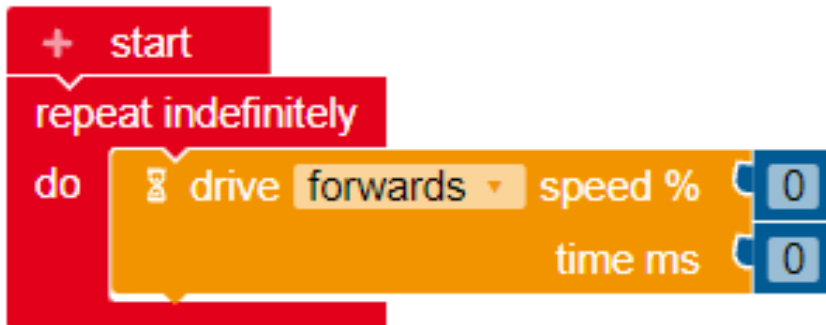 + start
repeat indefinitely
do drive forwards speed % 0
time ms 0